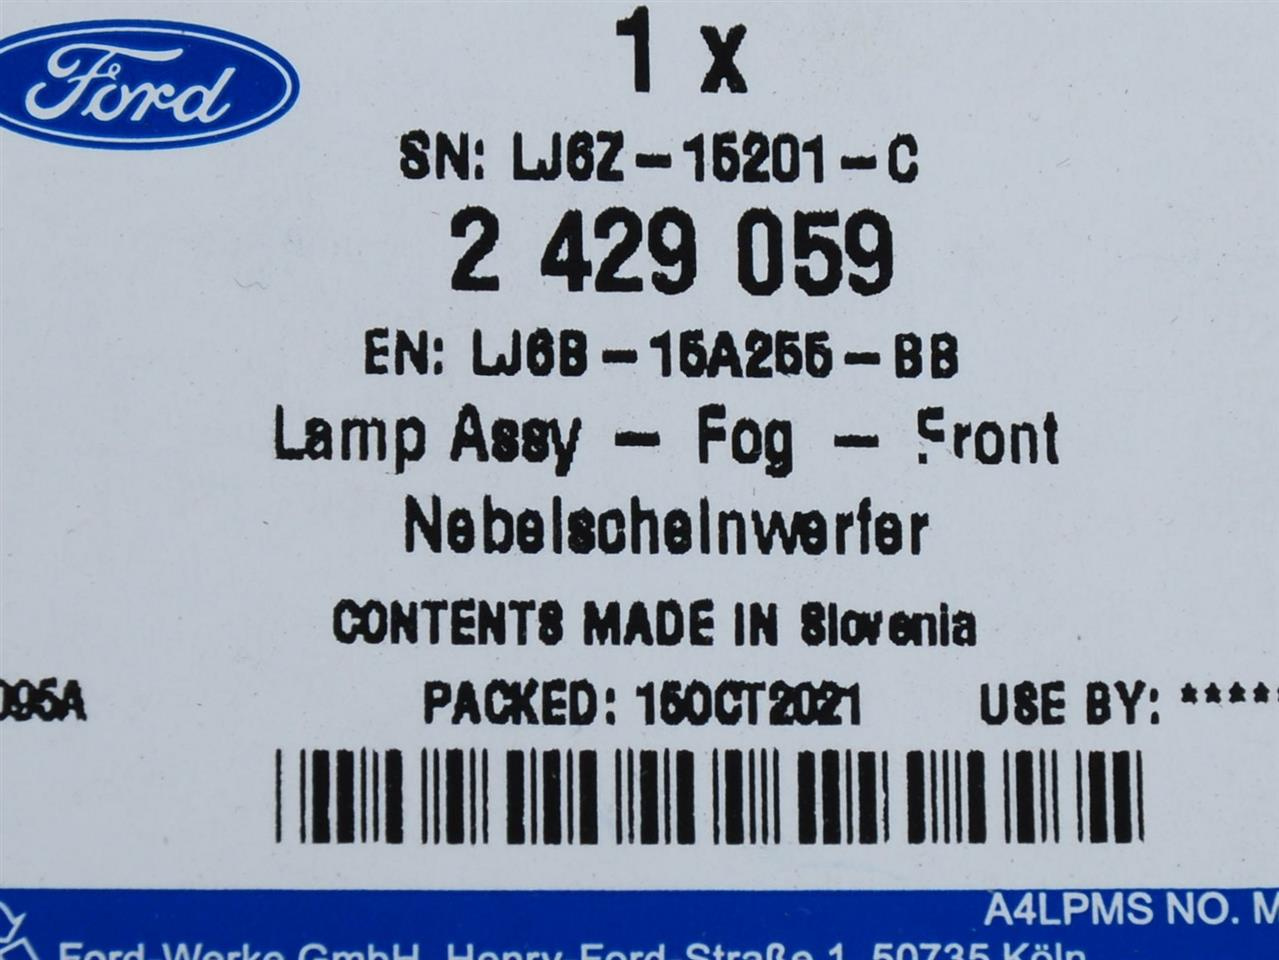 Ford
1 x
SN: LJ6Z-15201-C
2 429 059
EN: LJ6B-15A255-BB
Lamp Assy - Fog - Front
Nebelscheinwerfer
CONTENTS MADE IN Slovenia
095A PACKED: 15OCT2021 USE BY: *****
A4LPMS NO. M
Ford-Werke GmbH, Henry-Ford-Straße 1, 50735 Köln